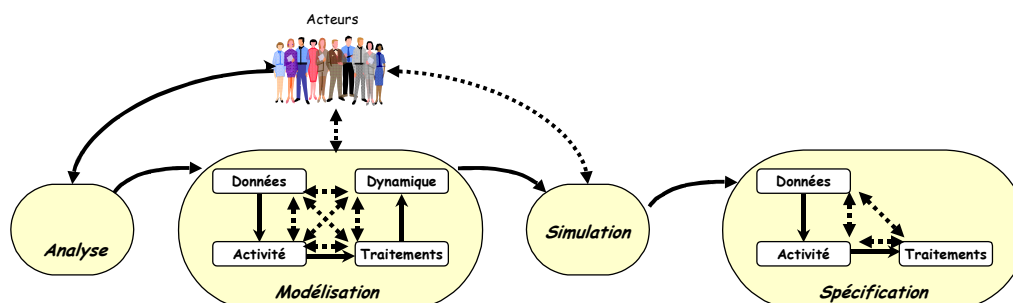 Acteurs
Données
Dynamique
Données
Analyse
Activité
Traitements
Simulation
Activité
Traitements
Modélisation
Spécification